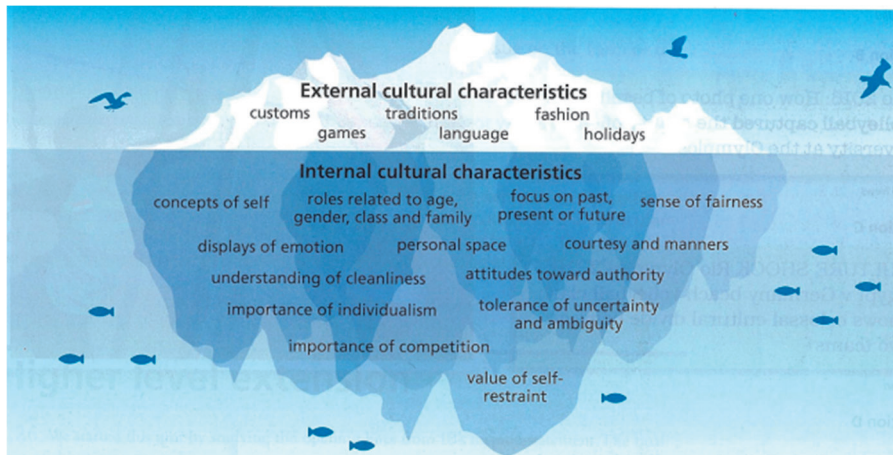 External cultural characteristics
customs traditions fashion
games language holidays
Internal cultural characteristics
concepts of self roles related to age, focus on past, sense of fairness
gender, class and family present or future
displays of emotion personal space courtesy and manners
understanding of cleanliness attitudes toward authority
importance of individualism tolerance of uncertainty
and ambiguity
importance of competition
value of self-
restraint